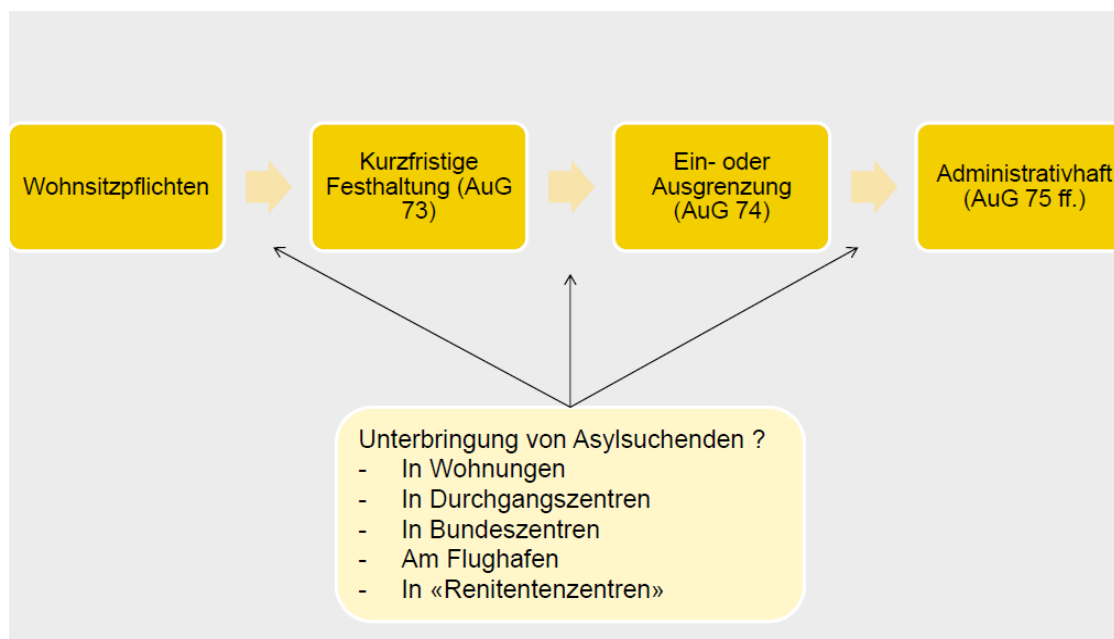 Wohnsitzpflichten
Kurzfristige
Festhaltung (AuG
73)
Ein- oder
Ausgrenzung
(AuG 74)
Administrativhaft
(AuG 75 ff.)
Unterbringung von Asylsuchenden ?
- In Wohnungen
- In Durchgangszentren
- In Bundeszentren
- Am Flughafen
- In «Renitentenzentren»